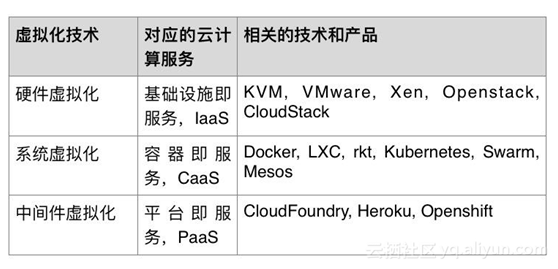 虚拟化技术
对应的云计
算服务
相关的技术和产品
硬件虚拟化
基础设施即
服务，IaaS
KVM, VMware, Xen, Openstack,
CloudStack
系统虚拟化
容器即服
务，CaaS
Docker, LXC, rkt, Kubernetes, Swarm,
Mesos
中间件虚拟化
平台即服
务，PaaS
CloudFoundry, Heroku, Openshift
云栖社区 yq.aliyun.com